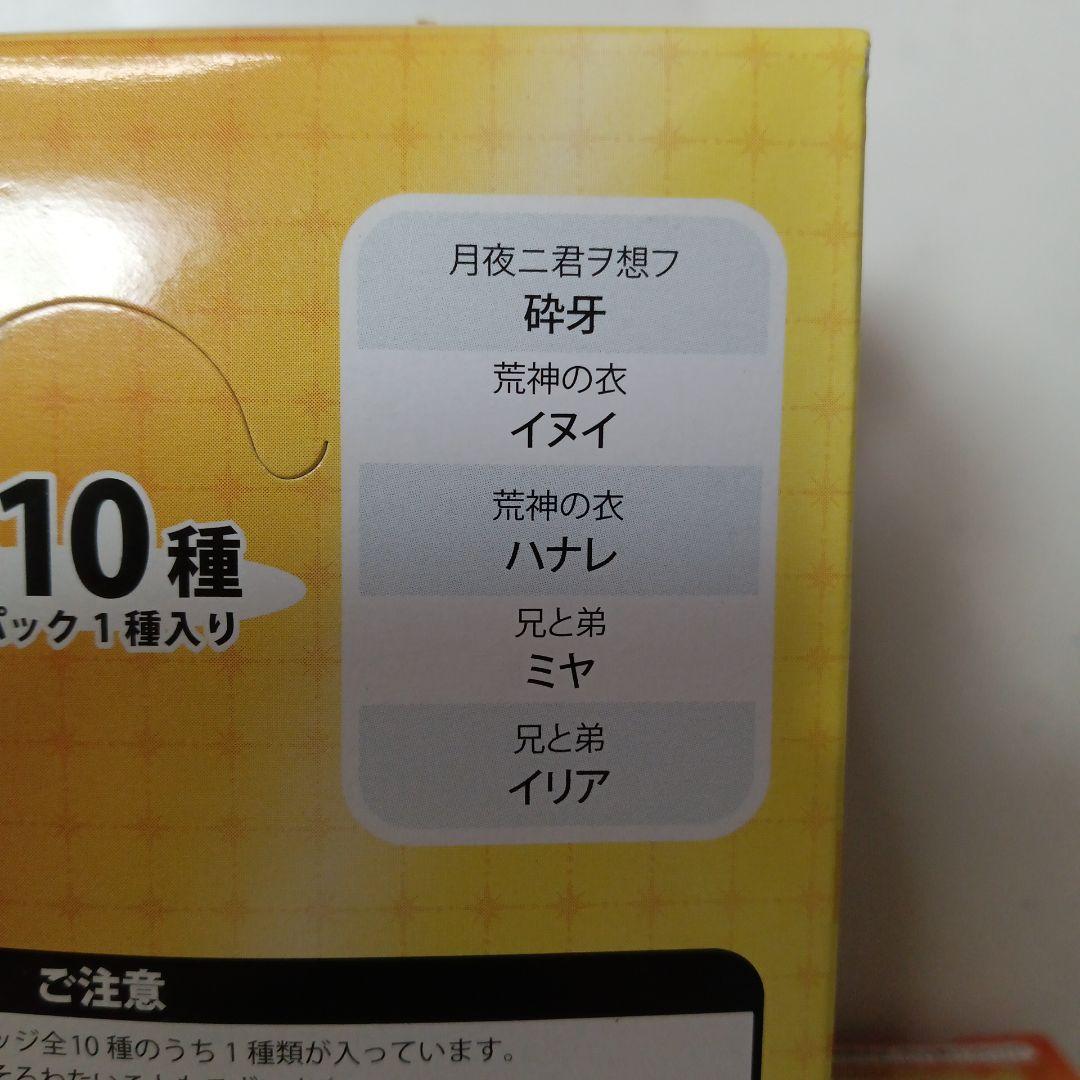 月夜ニ君ヲ想フ
砕牙
荒神の衣
イヌイ
荒神の衣
ハナレ
兄と弟
ミヤ
兄と弟
イリア
10種
パック1種入り
ご注意
ッジ全10種のうち1種類が入っています。